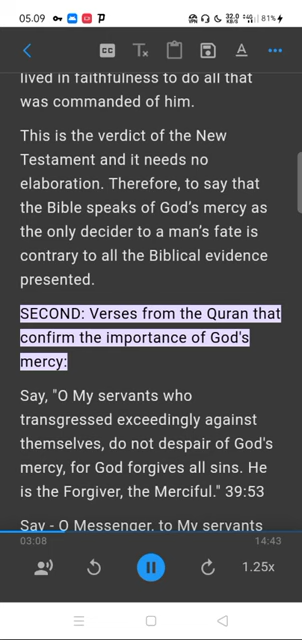 05.09
32.0
KB/S
81%
CC
A
lived in faithfulness to do all that
was commanded of him.
This is the verdict of the New
Testament and it needs no
elaboration. Therefore, to say that
the Bible speaks of God’s mercy as
the only decider to a man’s fate is
contrary to all the Biblical evidence
presented.
SECOND: Verses from the Quran that
confirm the importance of God's
mercy:
Say, "O My servants who
transgressed exceedingly against
themselves, do not despair of God's
mercy, for God forgives all sins. He
is the Forgiver, the Merciful." 39:53
Say - O Messenger, to My servants
03:08
14:43
1.25x